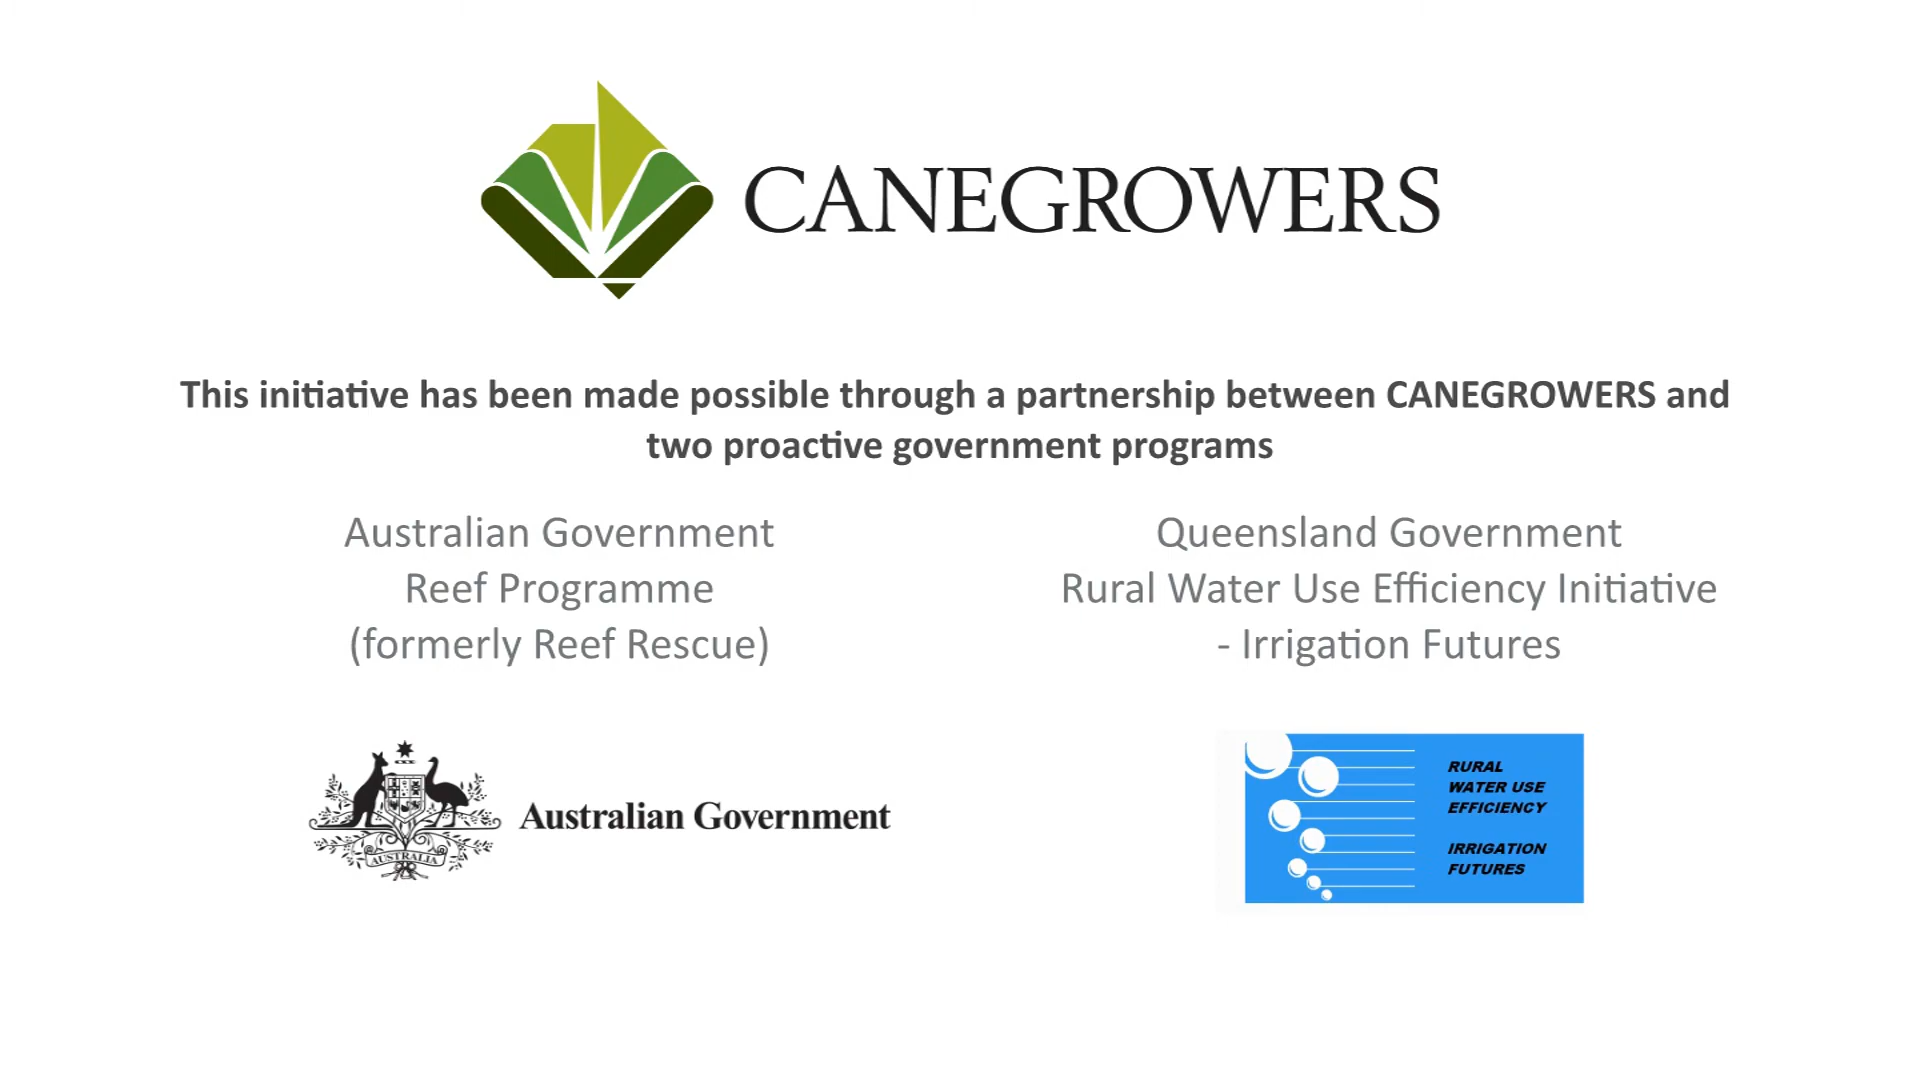 CANEGROWERS
This initiative has been made possible through a partnership between CANEGROWERS and
two proactive government programs
Australian Government
Reef Programme
(formerly Reef Rescue)
Queensland Government
Rural Water Use Efficiency Initiative
- Irrigation Futures
AUSTRALIA
Australian Government
RURAL
WATER USE
EFFICIENCY
IRRIGATION
FUTURES